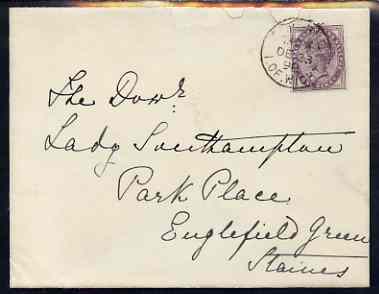 The Dowr
Lady Southampton
Park Place
Englefield Green
Staines